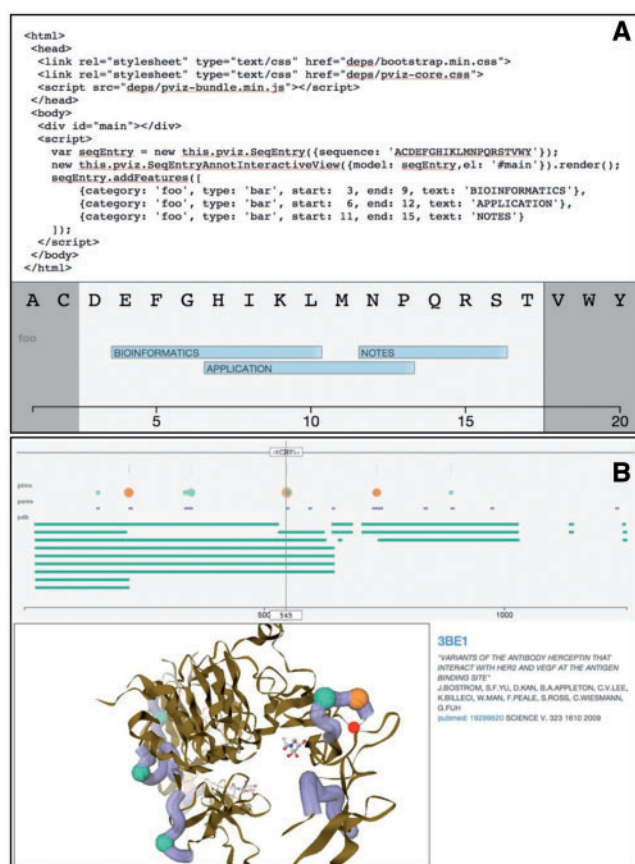 A
<html>
<head>
<link rel="stylesheet" type="text/css" href="deps/bootstrap.min.css">
<link rel="stylesheet" type="text/css" href="deps/pviz-core.css">
<script src="deps/pviz-bundle.min.js"></script>
</head>
<body>
<div id="main"></div>
<script>
var seqEntry = new this.pviz.SeqEntry({sequence: 'ACDEFGHIKLMNPQRSTVWY'});
new this.pviz.SeqEntryAnnotInteractiveView({model: seqEntry,el: '#main'}).render();
seqEntry.addFeatures([
{category: 'foo', type: 'bar', start: 3, end: 9, text: 'BIOINFORMATICS'},
{category: 'foo', type: 'bar', start: 6, end: 12, text: 'APPLICATION'},
{category: 'foo', type: 'bar', start: 11, end: 15, text: 'NOTES'}
]);
</script>
</body>
</html>
A C D E F G H I K L M N P Q R S T V W Y
foo
BIOINFORMATICS NOTES
APPLICATION
5 10 15 20
B
ptms
psms
pdb
500 545 1000
3BE1
"VARIANTS OF THE ANTIBODY HERCEPTIN THAT
INTERACT WITH HER2 AND VEGF AT THE ANTIGEN
BINDING SITE"
J.BOSTROM, S.F.YU, D.KAN, B.A.APPLETON, C.V.LEE,
K.BILLECI, W.MAN, F.PEALE, S.ROSS, C.WIESMANN,
G.FUH
pubmed: 19299620 SCIENCE V. 323 1610 2009